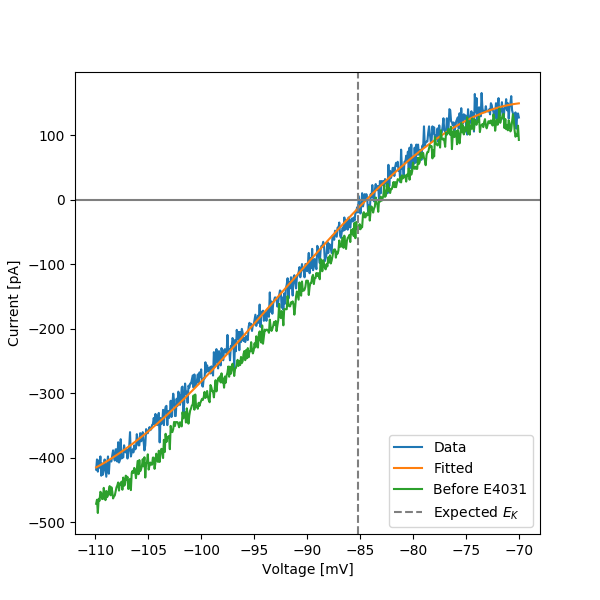 100
0
−100
−200
−300
−400
−500
Current [pA]
−110 −105 −100 −95 −90 −85 −80 −75 −70
Voltage [mV]
Data
Fitted
Before E4031
Expected E_K